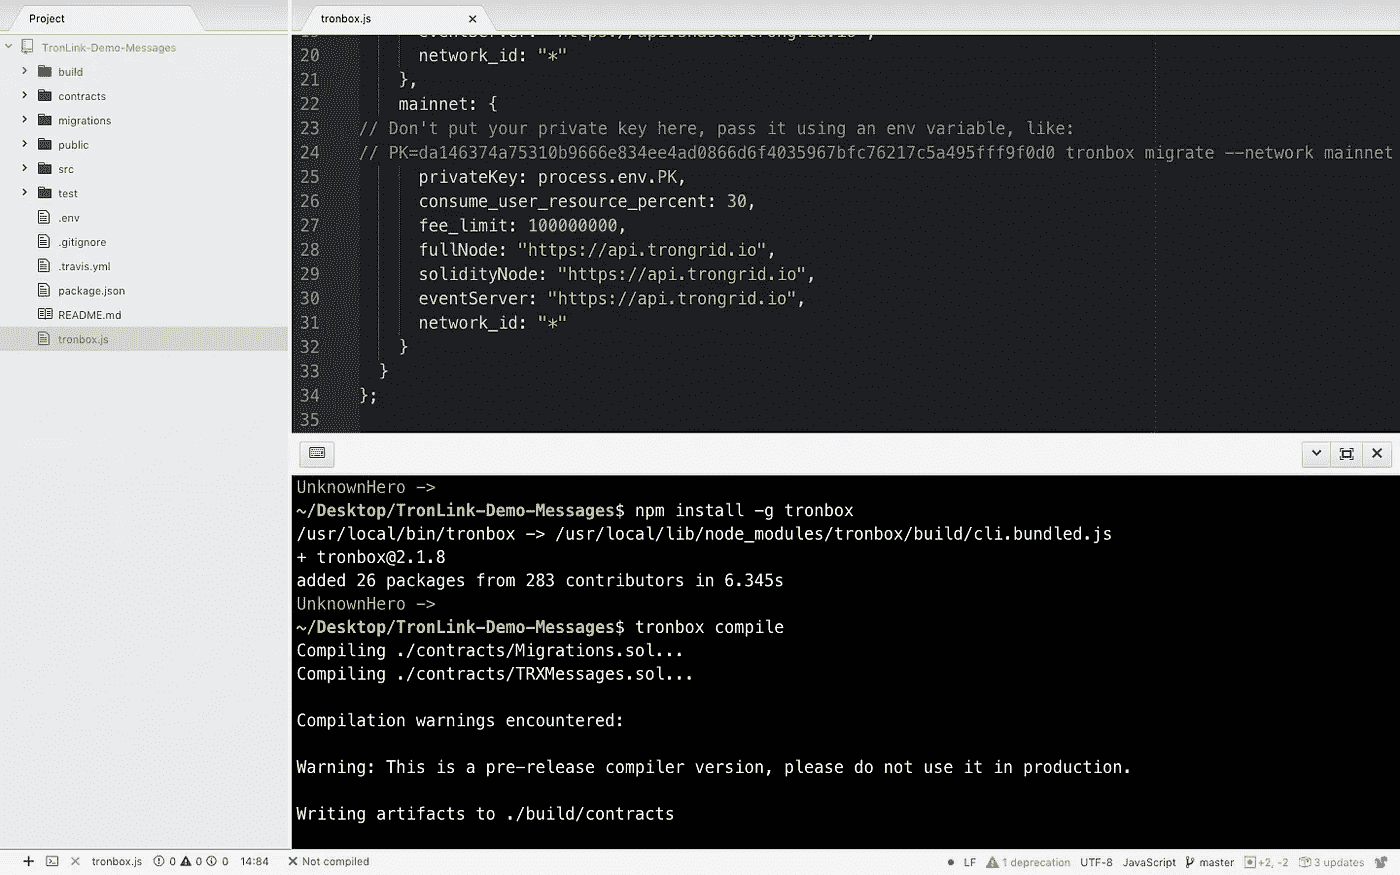 Project
TronLink-Demo-Messages
build
contracts
migrations
public
src
test
.env
.gitignore
.travis.yml
package.json
README.md
tronbox.js
tronbox.js
19 eventServer: "https://api.shasta.trongrid.io",
20 network_id: "*"
21 },
22 mainnet: {
23 // Don't put your private key here, pass it using an env variable, like:
24 // PK=da146374a75310b9666e834ee4ad0866d6f4035967bfc76217c5a495fff9f0d0 tronbox migrate --network mainnet
25 privateKey: process.env.PK,
26 consume_user_resource_percent: 30,
27 fee_limit: 100000000,
28 fullNode: "https://api.trongrid.io",
29 solidityNode: "https://api.trongrid.io",
30 eventServer: "https://api.trongrid.io",
31 network_id: "*"
32 }
33 }
34 };
35
UnknownHero ->
~/Desktop/TronLink-Demo-Messages$ npm install -g tronbox
/usr/local/bin/tronbox -> /usr/local/lib/node_modules/tronbox/build/cli.bundled.js
+ tronbox@2.1.8
added 26 packages from 283 contributors in 6.345s
UnknownHero ->
~/Desktop/TronLink-Demo-Messages$ tronbox compile
Compiling ./contracts/Migrations.sol...
Compiling ./contracts/TRXMessages.sol...
Compilation warnings encountered:
Warning: This is a pre-release compiler version, please do not use it in production.
Writing artifacts to ./build/contracts
tronbox.js 0 0 0 14:84 Not compiled LF 1 deprecation UTF-8 JavaScript master +2, -2 3 updates